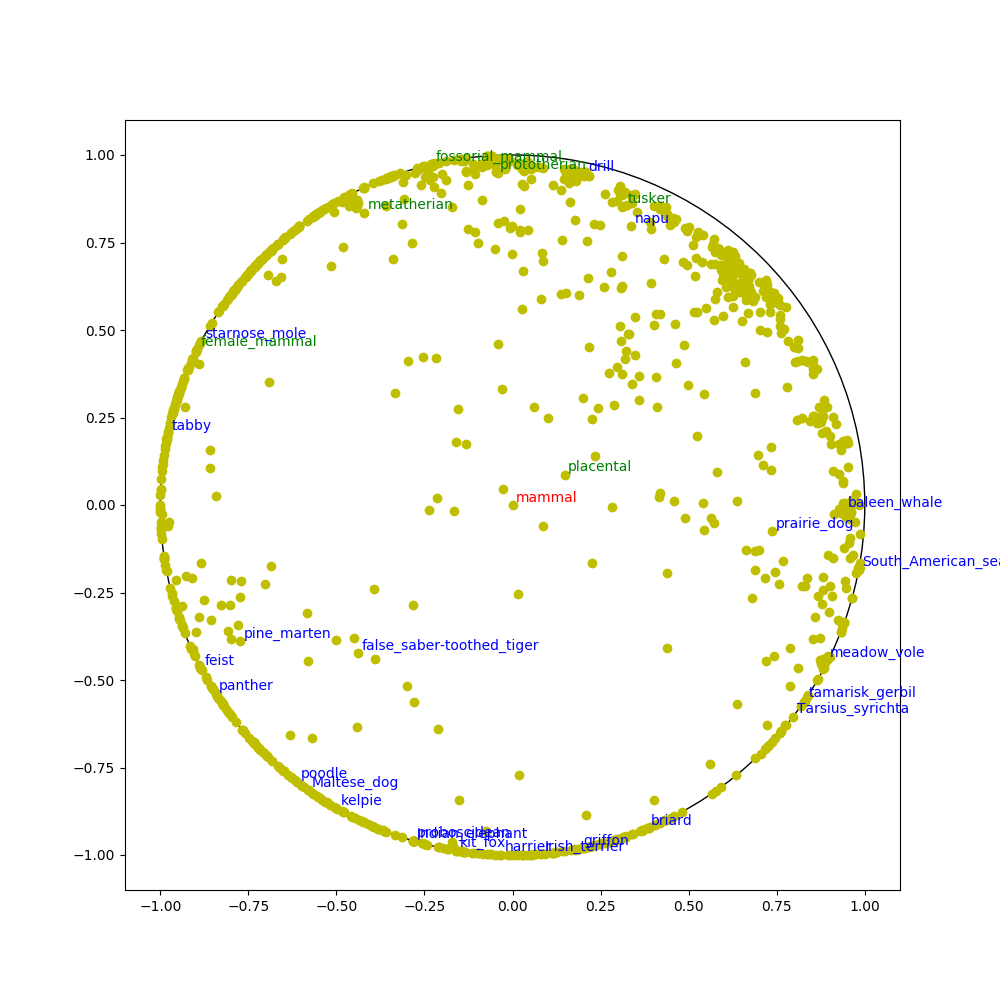 1.00
0.75
0.50
0.25
0.00
−0.25
−0.50
−0.75
−1.00
fossorial_mammal
prototherian
drill
metatherian
tusker
napu
starnose_mole
female_mammal
tabby
placental
mammal
baleen_whale
prairie_dog
South_American_sea
pine_marten
false_saber-toothed_tiger
meadow_vole
feist
panther
tamarisk_gerbil
Tarsius_syrichta
poodle
Maltese_dog
kelpie
briard
proboscidean
Indian_elephant
kit_fox
harrier
Irish_terrier
griffon
−1.00 −0.75 −0.50 −0.25 0.00 0.25 0.50 0.75 1.00